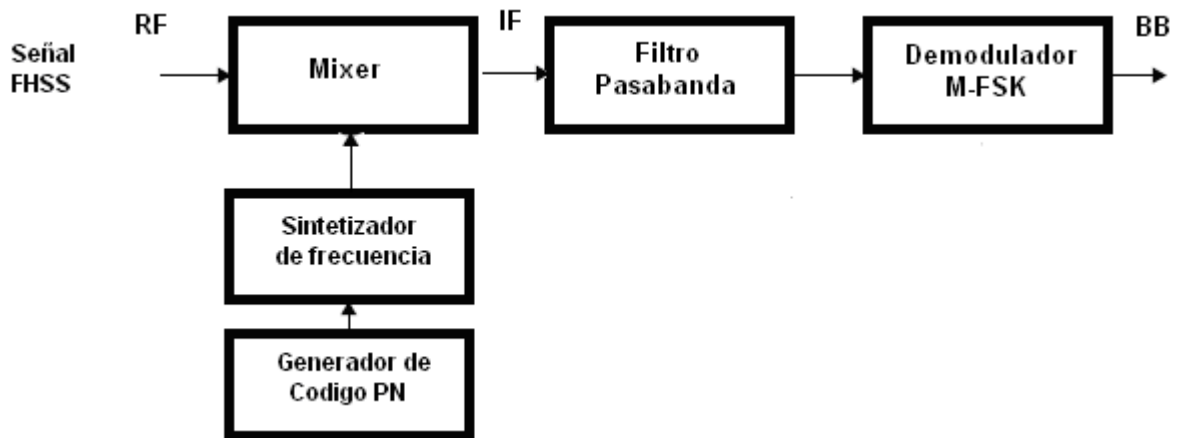 Señal
FHSS
RF
Mixer
IF
Filtro
Pasabanda
Demodulador
M-FSK
BB
Sintetizador
de frecuencia
Generador de
Codigo PN